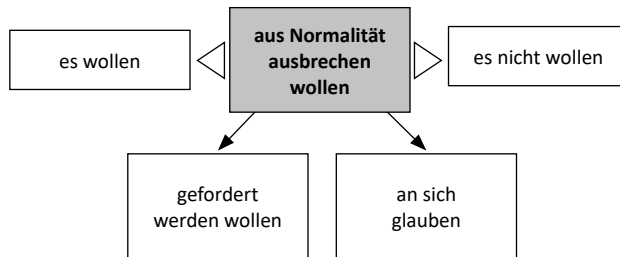 es wollen
aus Normalität
ausbrechen
wollen
es nicht wollen
gefordert
werden wollen
an sich
glauben